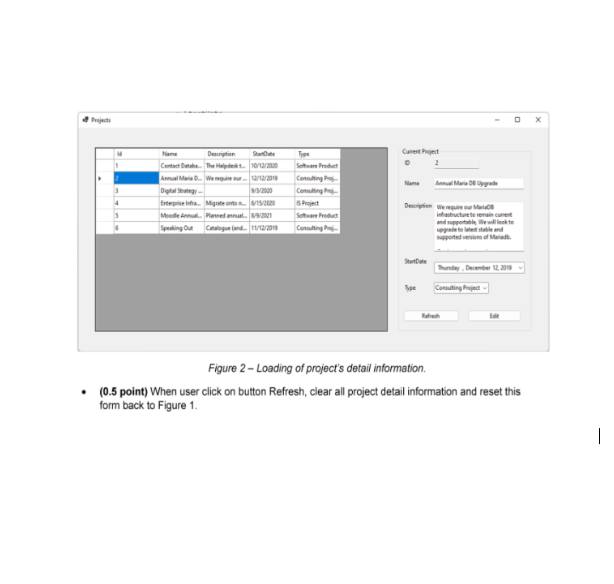 Projects
Id Name Description StartDate Type
1 Contact Databa... The Helpdesk t... 10/12/2020 Software Product
2 Annual Maria D... We require our ... 12/12/2019 Consulting Proj...
3 Digital Strategy ... 9/3/2020 Consulting Proj...
4 Enterprise Infra... Migrate onto n... 6/15/2020 IS Project
5 Moodle Annual... Planned annual... 6/9/2021 Software Product
6 Speaking Out Catalogue (and... 11/12/2019 Consulting Proj...
Current Project
ID 2
Name Annual Maria DB Upgrade
Description We require our MariaDB
infrastructure to remain current
and supportable, We will look to
upgrade to latest stable and
supported versions of Mariadb.
StartDate Thursday , December 12, 2019
Type Consulting Project
Refresh Edit
Figure 2 – Loading of project's detail information.
• (0.5 point) When user click on button Refresh, clear all project detail information and reset this
form back to Figure 1.